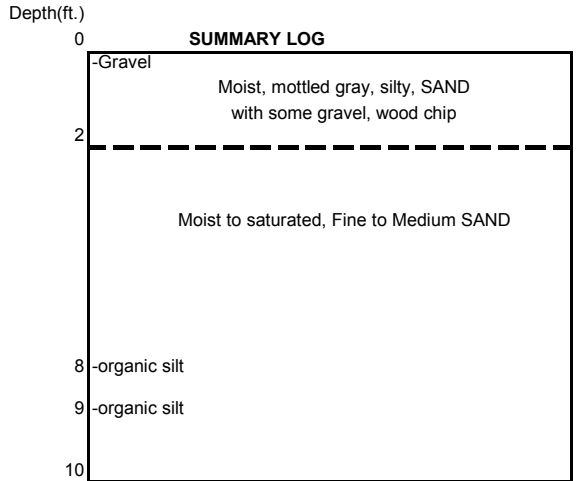 Depth(ft.)
0 SUMMARY LOG
-Gravel
Moist, mottled gray, silty, SAND
with some gravel, wood chip
2
Moist to saturated, Fine to Medium SAND
8 -organic silt
9 -organic silt
10